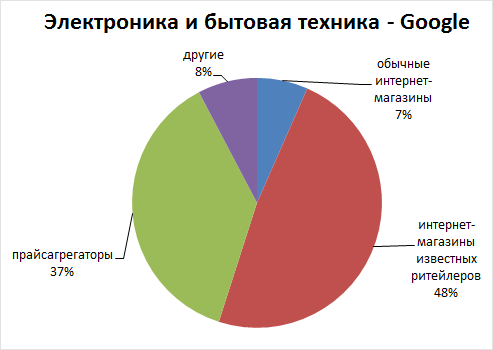 Электроника и бытовая техника - Google
другие
8%
обычные
интернет-
магазины
7%
интернет-
магазины
известных
ритейлеров
48%
прайсагрегаторы
37%